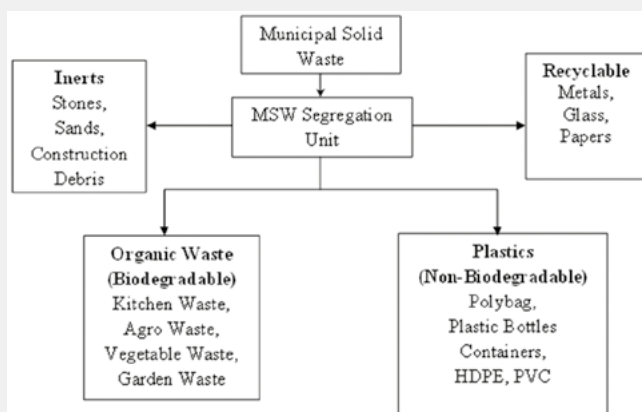 Municipal Solid
Waste
Inerts
Stones,
Sands,
Construction
Debris
MSW Segregation
Unit
Recyclable
Metals,
Glass,
Papers
Organic Waste
(Biodegradable)
Kitchen Waste,
Agro Waste,
Vegetable Waste,
Garden Waste
Plastics
(Non-Biodegradable)
Polybag,
Plastic Bottles
Containers,
HDPE, PVC